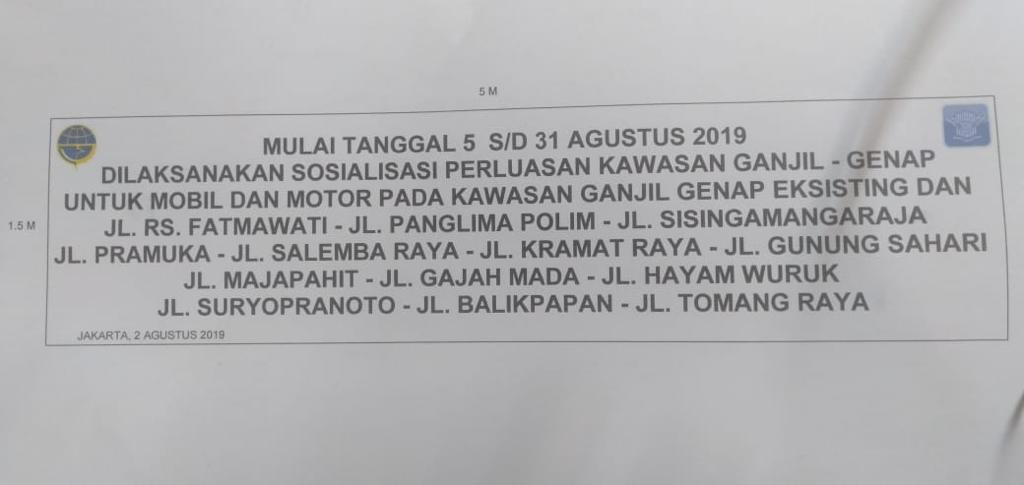 5 M
MULAI TANGGAL 5 S/D 31 AGUSTUS 2019
DILAKSANAKAN SOSIALISASI PERLUASAN KAWASAN GANJIL - GENAP
UNTUK MOBIL DAN MOTOR PADA KAWASAN GANJIL GENAP EKSISTING DAN
JL. RS. FATMAWATI - JL. PANGLIMA POLIM - JL. SISINGAMANGARAJA
1.5 M
JL. PRAMUKA - JL. SALEMBA RAYA - JL. KRAMAT RAYA - JL. GUNUNG SAHARI
JL. MAJAPAHIT - JL. GAJAH MADA - JL. HAYAM WURUK
JL. SURYOPRANOTO - JL. BALIKPAPAN - JL. TOMANG RAYA
JAKARTA, 2 AGUSTUS 2019